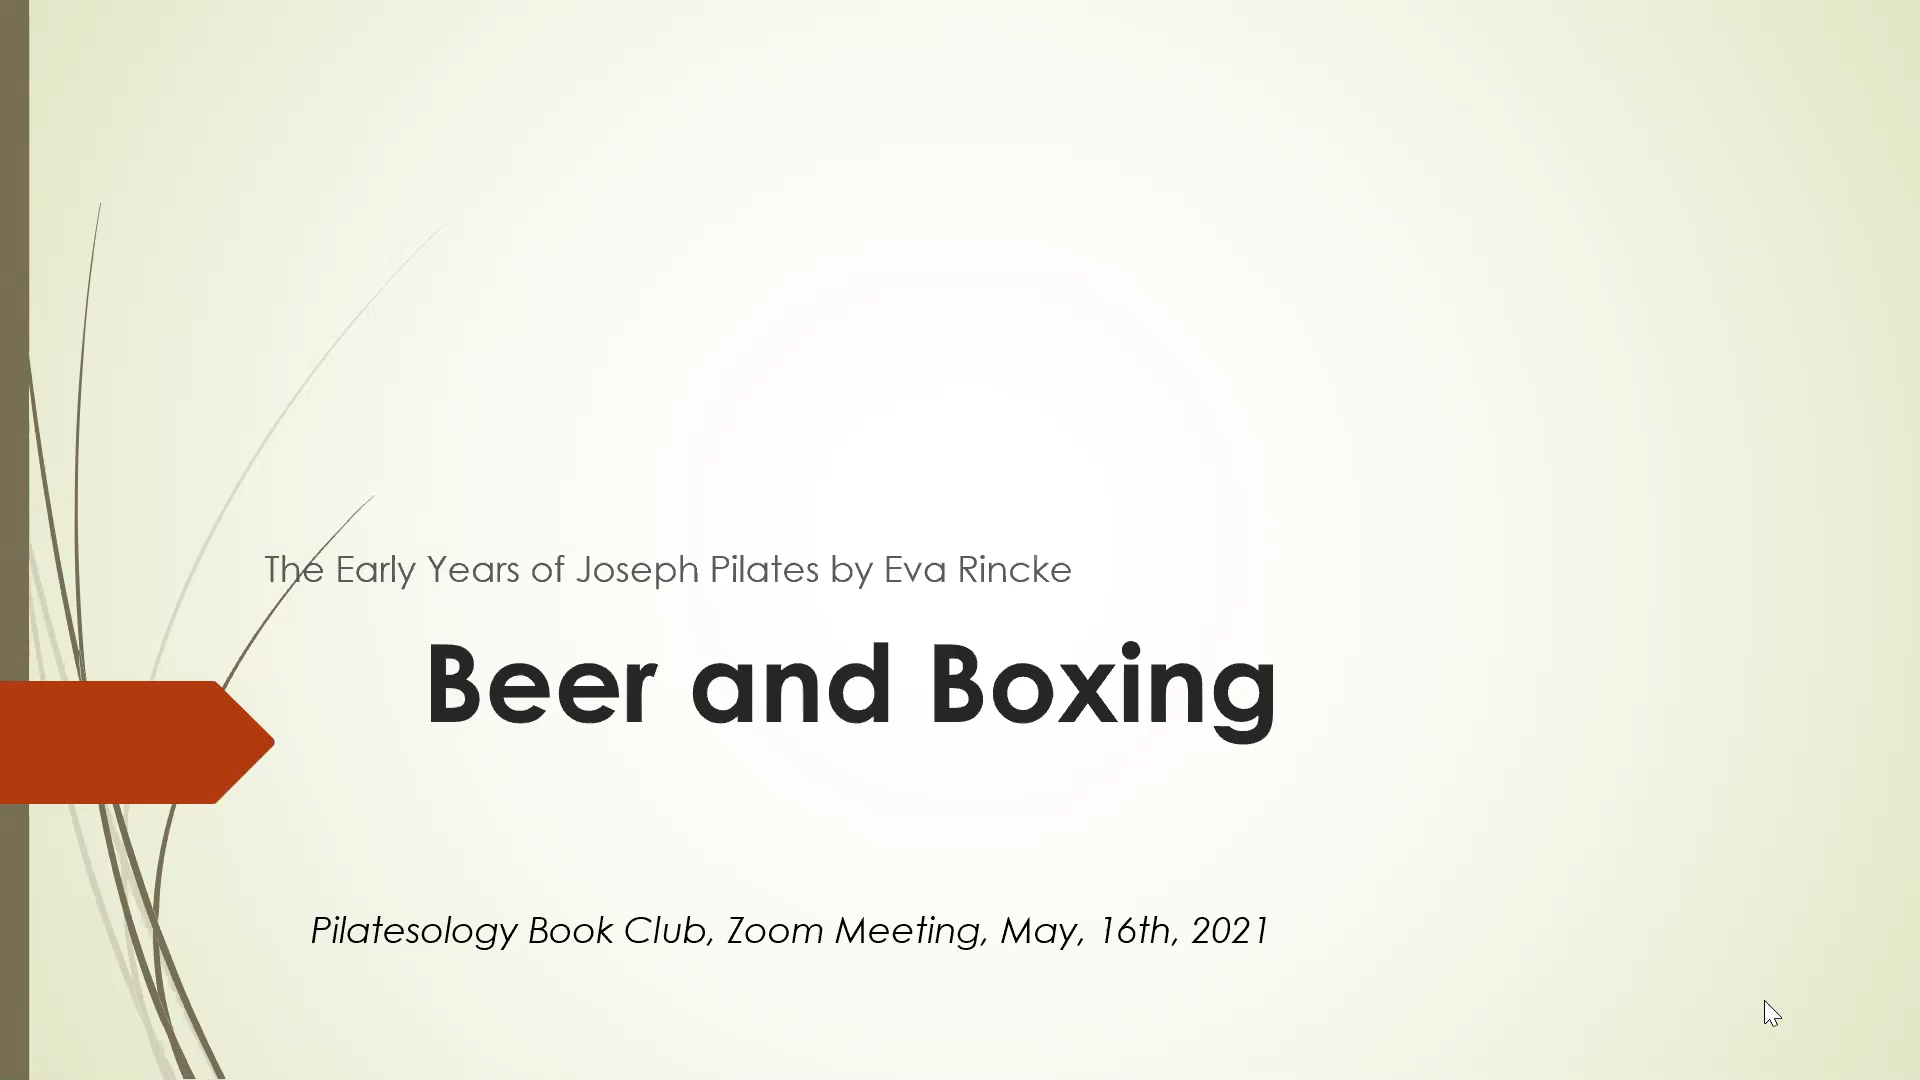 The Early Years of Joseph Pilates by Eva Rincke
Beer and Boxing
Pilatesology Book Club, Zoom Meeting, May, 16th, 2021